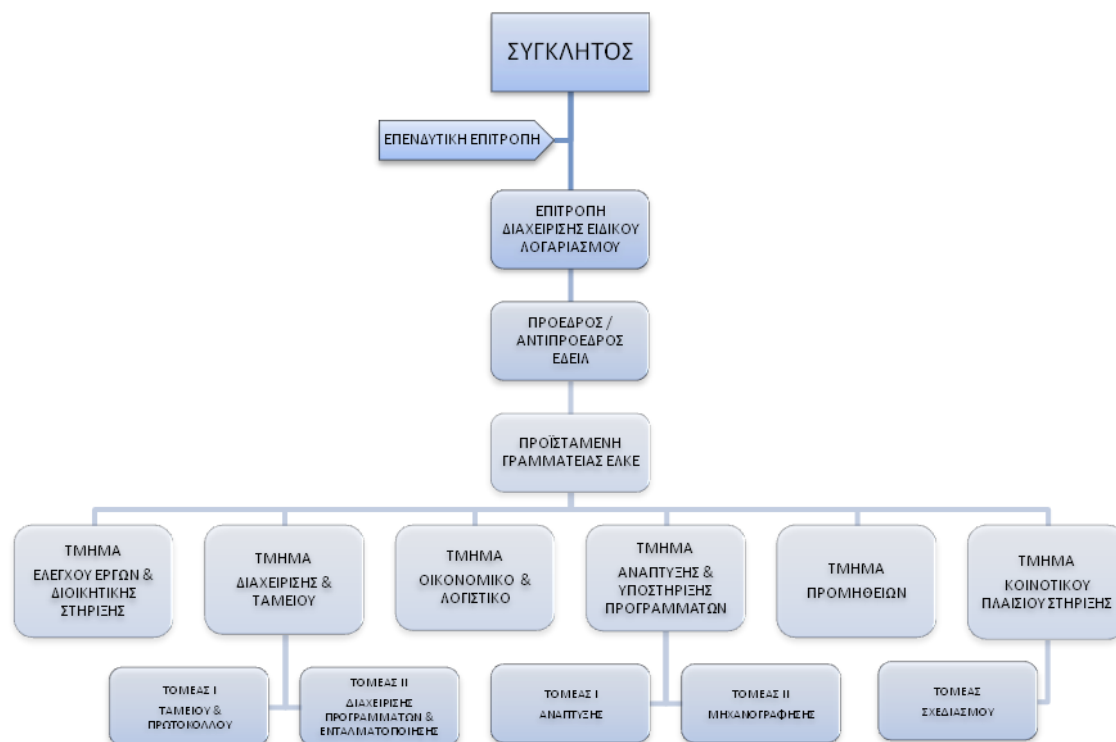 ΣΥΓΚΛΗΤΟΣ
ΕΠΕΝΔΥΤΙΚΗ ΕΠΙΤΡΟΠΗ
ΕΠΙΤΡΟΠΗ
ΔΙΑΧΕΙΡΙΣΗΣ ΕΙΔΙΚΟΥ
ΛΟΓΑΡΙΑΣΜΟΥ
ΠΡΟΕΔΡΟΣ /
ΑΝΤΙΠΡΟΕΔΡΟΣ
ΕΔΕΙΛ
ΠΡΟΪΣΤΑΜΕΝΗ
ΓΡΑΜΜΑΤΕΙΑΣ ΕΛΚΕ
ΤΜΗΜΑ
ΕΛΕΓΧΟΥ ΕΡΓΩΝ &
ΔΙΟΙΚΗΤΙΚΗΣ
ΣΤΗΡΙΞΗΣ
ΤΜΗΜΑ
ΔΙΑΧΕΙΡΙΣΗΣ &
ΤΑΜΕΙΟΥ
ΤΜΗΜΑ
ΟΙΚΟΝΟΜΙΚΟ &
ΛΟΓΙΣΤΙΚΟ
ΤΜΗΜΑ
ΑΝΑΠΤΥΞΗΣ &
ΥΠΟΣΤΗΡΙΞΗΣ
ΠΡΟΓΡΑΜΜΑΤΩΝ
ΤΜΗΜΑ
ΠΡΟΜΗΘΕΙΩΝ
ΤΜΗΜΑ
ΚΟΙΝΟΤΙΚΟΥ
ΠΛΑΙΣΙΟΥ ΣΤΗΡΙΞΗΣ
ΤΟΜΕΑΣ Ι
ΤΑΜΕΙΟΥ &
ΠΡΩΤΟΚΟΛΛΟΥ
ΤΟΜΕΑΣ ΙΙ
ΔΙΑΧΕΙΡΙΣΗΣ
ΠΡΟΓΡΑΜΜΑΤΩΝ &
ΕΝΤΑΛΜΑΤΟΠΟΙΗΣΗΣ
ΤΟΜΕΑΣ Ι
ΑΝΑΠΤΥΞΗΣ
ΤΟΜΕΑΣ ΙΙ
ΜΗΧΑΝΟΓΡΑΦΗΣΗΣ
ΤΟΜΕΑΣ
ΣΧΕΔΙΑΣΜΟΥ